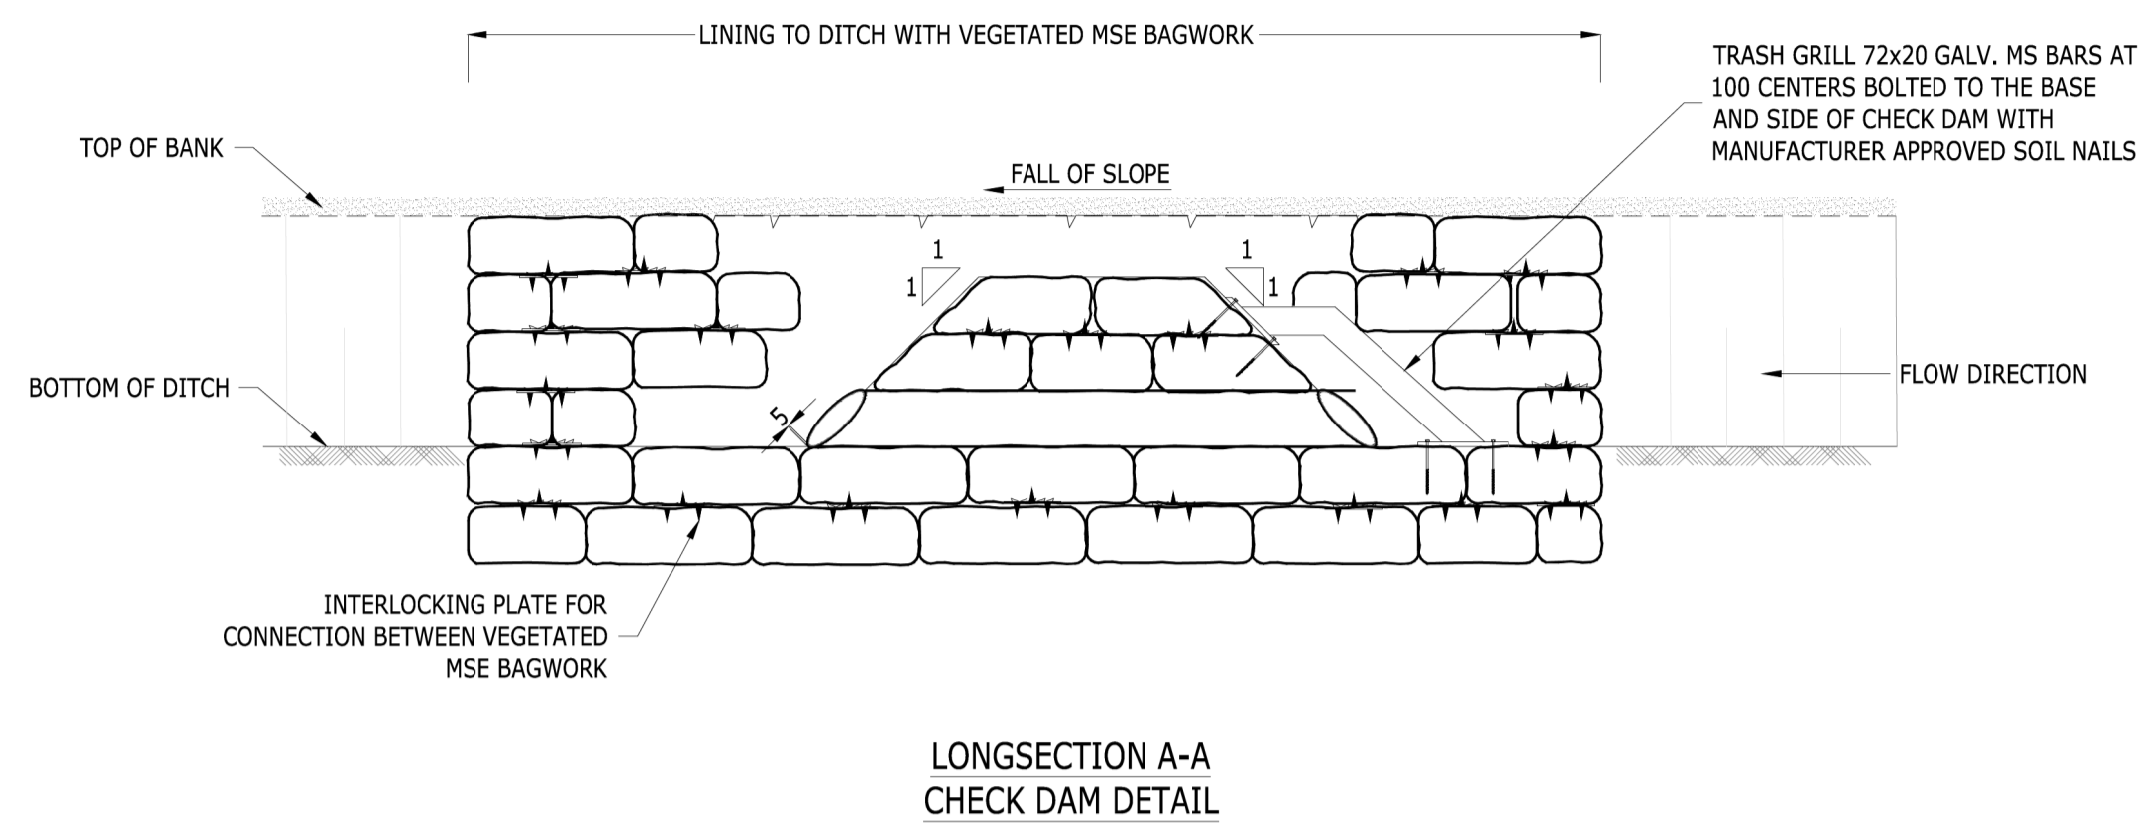 LINING TO DITCH WITH VEGETATED MSE BAGWORK
TRASH GRILL 72x20 GALV. MS BARS AT
100 CENTERS BOLTED TO THE BASE
AND SIDE OF CHECK DAM WITH
MANUFACTURER APPROVED SOIL NAILS
TOP OF BANK
FALL OF SLOPE
1
1
1
1
BOTTOM OF DITCH
FLOW DIRECTION
5
INTERLOCKING PLATE FOR
CONNECTION BETWEEN VEGETATED
MSE BAGWORK
LONGSECTION A-A
CHECK DAM DETAIL